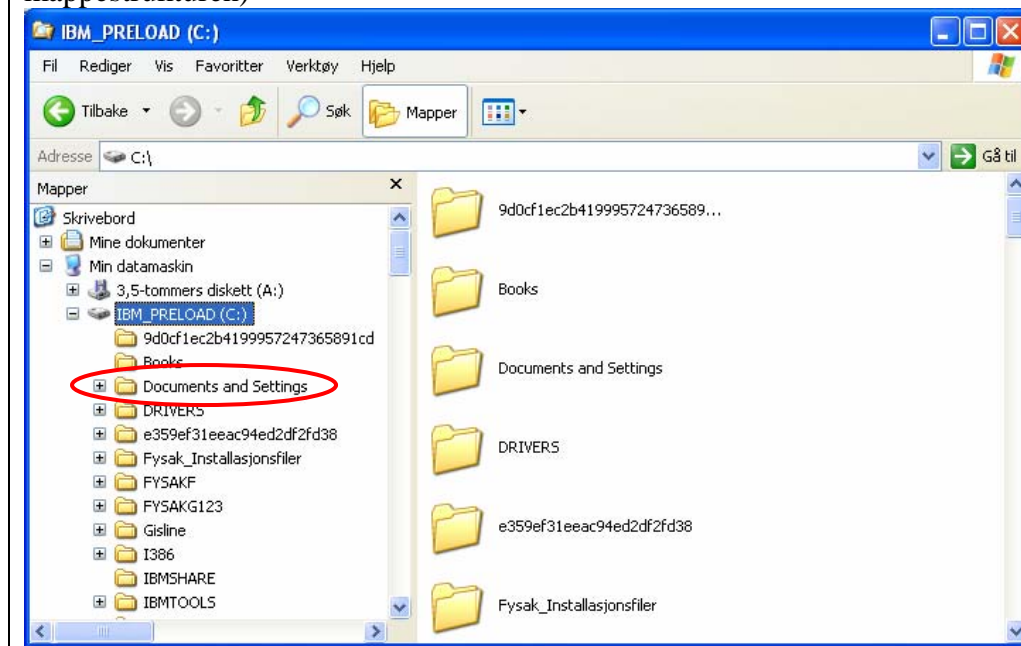 mappestrukturen)
IBM_PRELOAD (C:)
Fil Rediger Vis Favoritter Verktøy Hjelp
Tilbake Søk Mapper
Adresse C:\ Gå til
Mapper
Skrivebord
Mine dokumenter
Min datamaskin
3,5-tommers diskett (A:)
IBM_PRELOAD (C:)
9d0cf1ec2b4199957247365891cd
Books
Documents and Settings
DRIVERS
e359ef31eeac94ed2df2fd38
Fysak_Installasjonsfiler
FYSAKF
FYSAKG123
Gisline
I386
IBMSHARE
IBMTOOLS
9d0cf1ec2b419995724736589...
Books
Documents and Settings
DRIVERS
e359ef31eeac94ed2df2fd38
Fysak_Installasjonsfiler